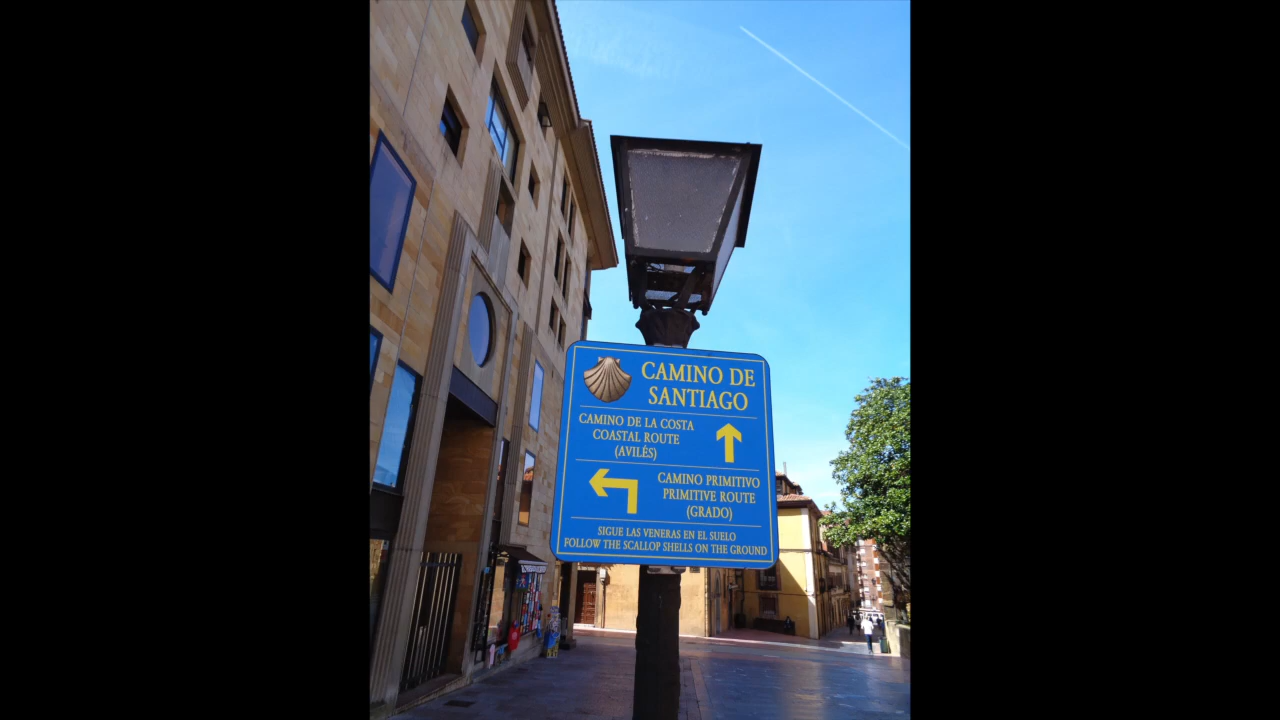 CAMINO DE
SANTIAGO
CAMINO DE LA COSTA
COASTAL ROUTE
(AVILÉS)
CAMINO PRIMITIVO
PRIMITIVE ROUTE
(GRADO)
SIGUE LAS VENERAS EN EL SUELO
FOLLOW THE SCALLOP SHELLS ON THE GROUND